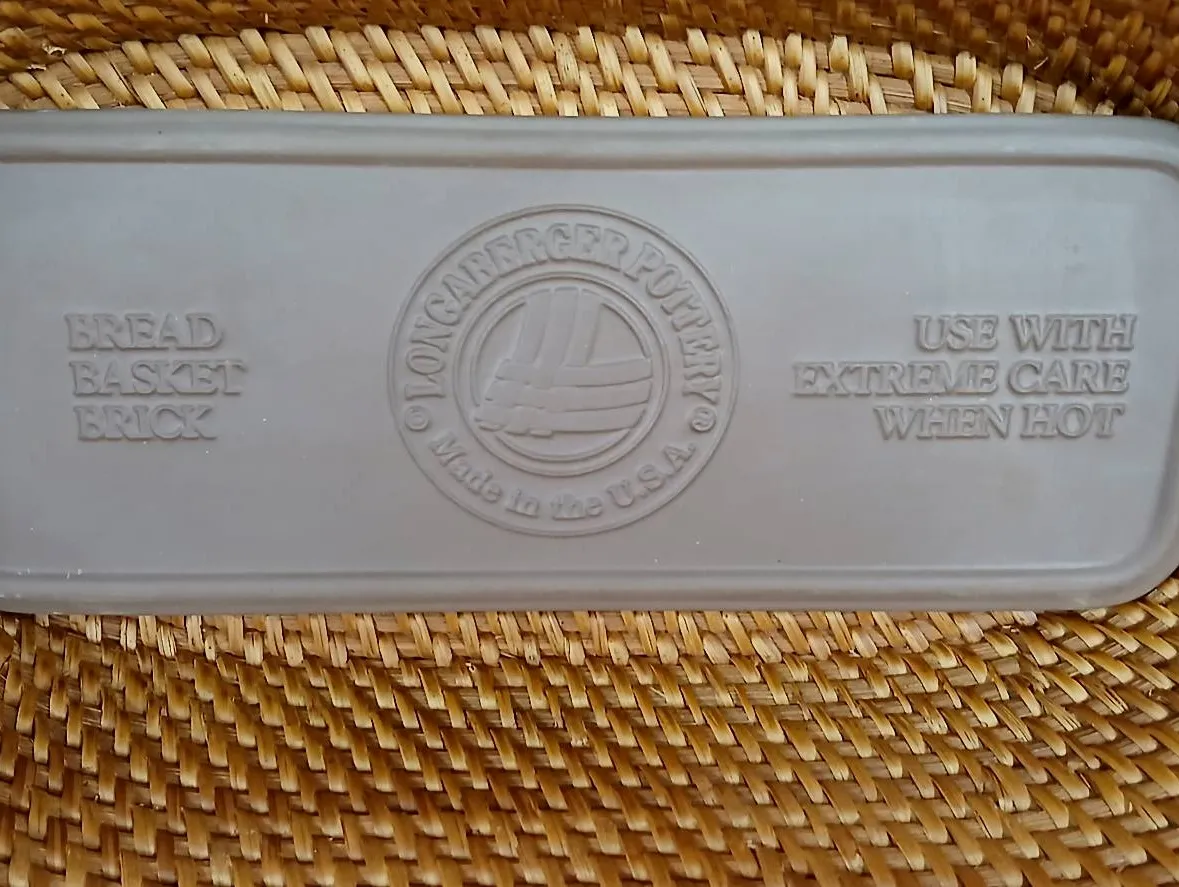 BREAD
BASKET
BRICK
© LONGABERGER POTTERY ®
Made in the U.S.A.
USE WITH
EXTREME CARE
WHEN HOT